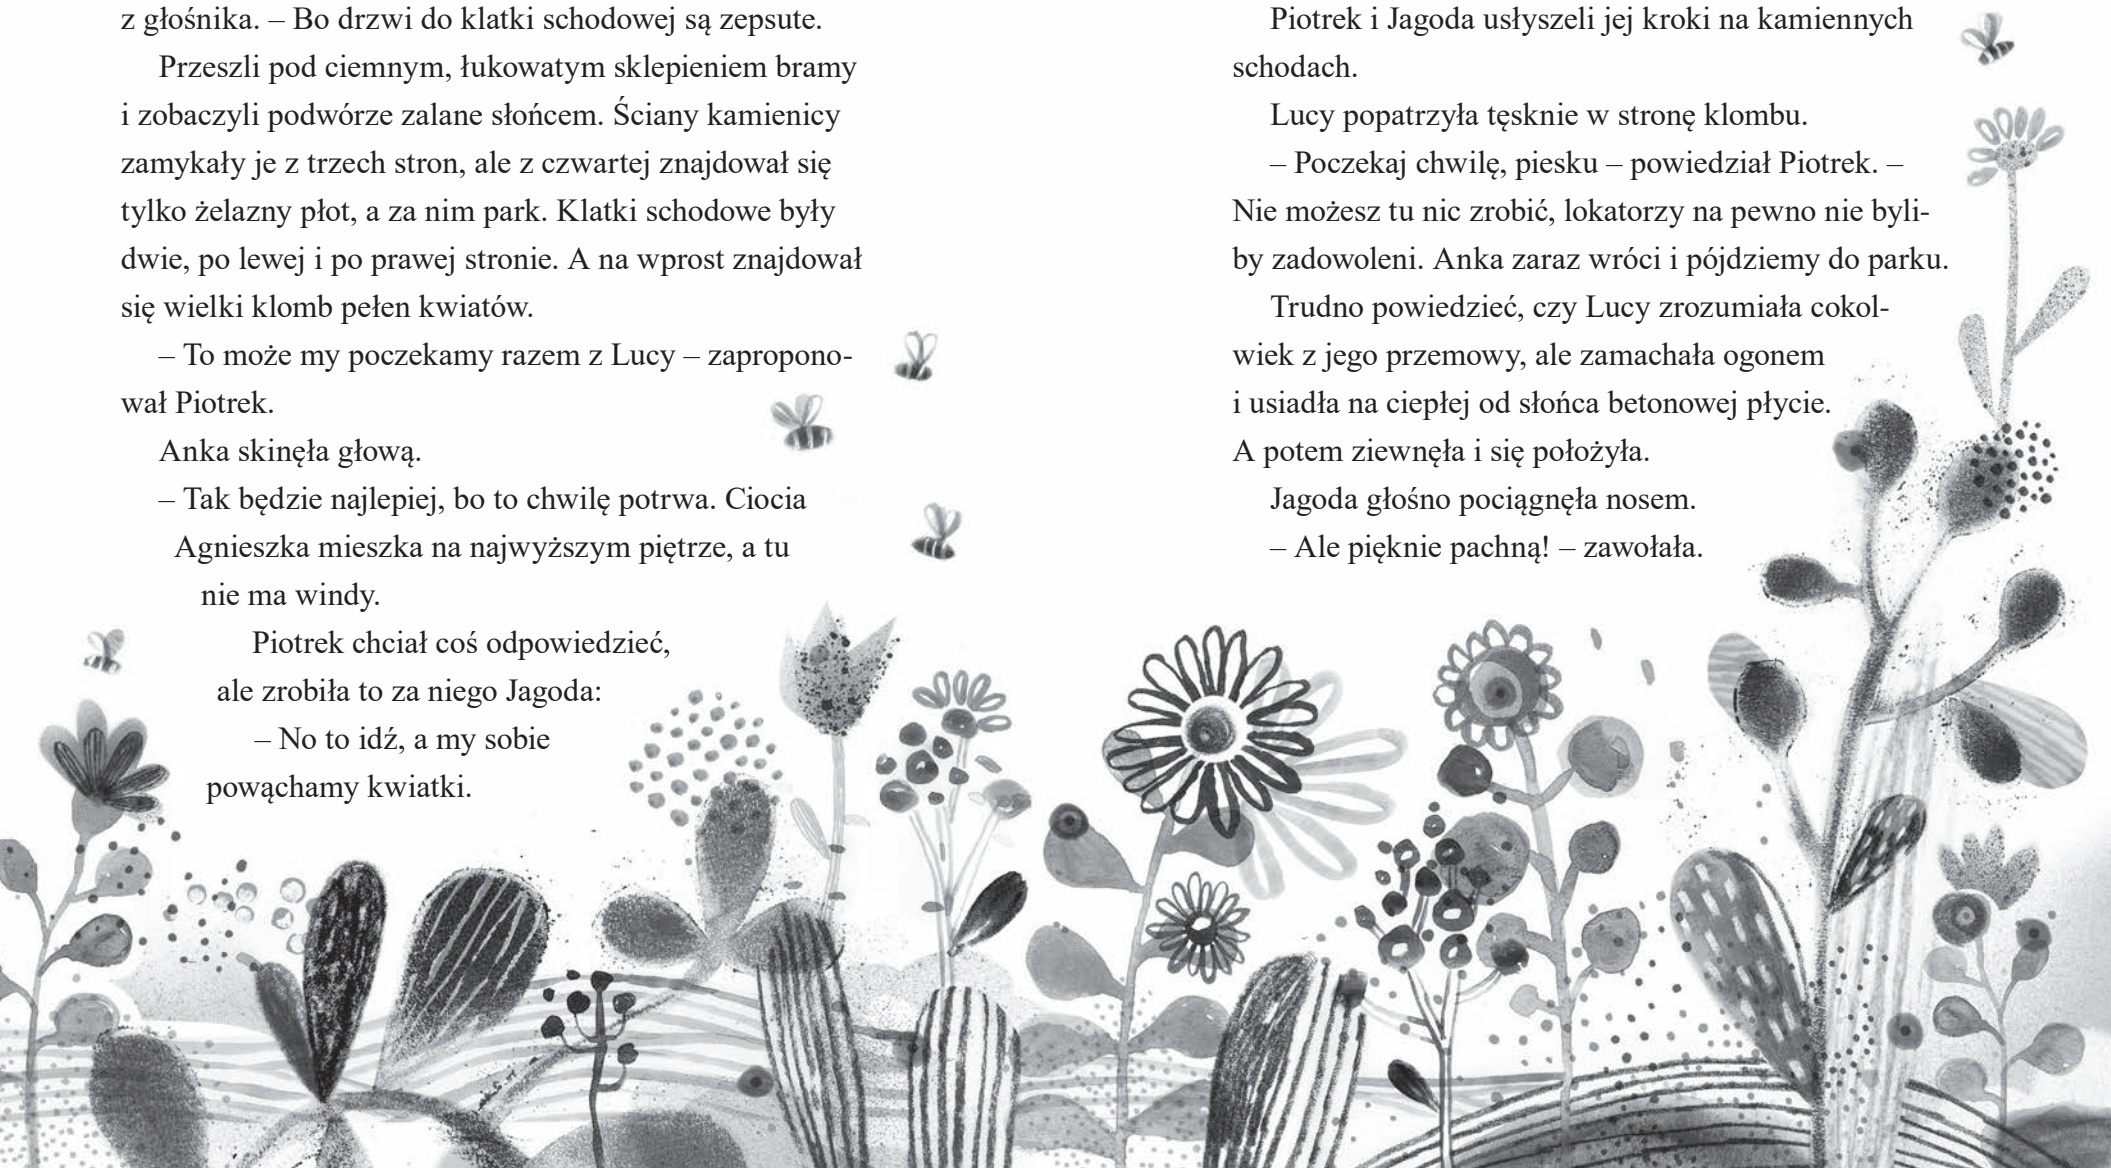 z głośnika. – Bo drzwi do klatki schodowej są zepsute.
Przeszli pod ciemnym, łukowatym sklepieniem bramy
i zobaczyli podwórze zalane słońcem. Ściany kamienicy
zamykały je z trzech stron, ale z czwartej znajdował się
tylko żelazny płot, a za nim park. Klatki schodowe były
dwie, po lewej i po prawej stronie. A na wprost znajdował
się wielki klomb pełen kwiatów.
– To może my poczekamy razem z Lucy – zapropono-
wał Piotrek.
Anka skinęła głową.
– Tak będzie najlepiej, bo to chwilę potrwa. Ciocia
Agnieszka mieszka na najwyższym piętrze, a tu
nie ma windy.
Piotrek chciał coś odpowiedzieć,
ale zrobiła to za niego Jagoda:
– No to idź, a my sobie
powąchamy kwiatki.
Piotrek i Jagoda usłyszeli jej kroki na kamiennych
schodach.
Lucy popatrzyła tęsknie w stronę klombu.
– Poczekaj chwilę, piesku – powiedział Piotrek. –
Nie możesz tu nic zrobić, lokatorzy na pewno nie byli-
by zadowoleni. Anka zaraz wróci i pójdziemy do parku.
Trudno powiedzieć, czy Lucy zrozumiała cokol-
wiek z jego przemowy, ale zamachała ogonem
i usiadła na ciepłej od słońca betonowej płycie.
A potem ziewnęła i się położyła.
Jagoda głośno pociągnęła nosem.
– Ale pięknie pachną! – zawołała.